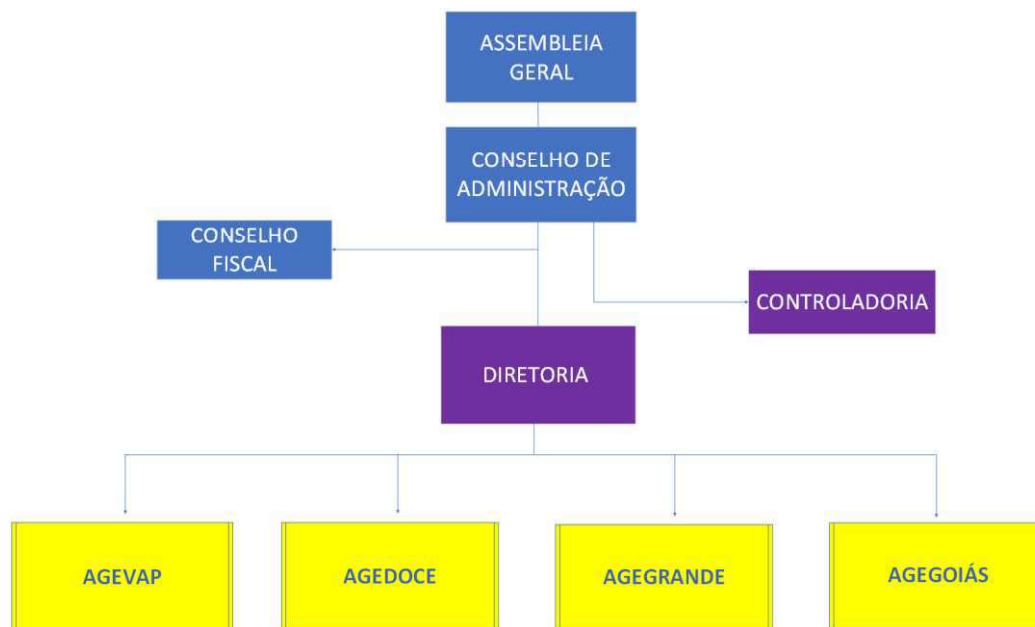 ASSEMBLEIA
GERAL
CONSELHO DE
ADMINISTRAÇÃO
CONSELHO
FISCAL
CONTROLADORIA
DIRETORIA
AGEVAP
AGEDOCE
AGEGRANDE
AGEGOIÁS